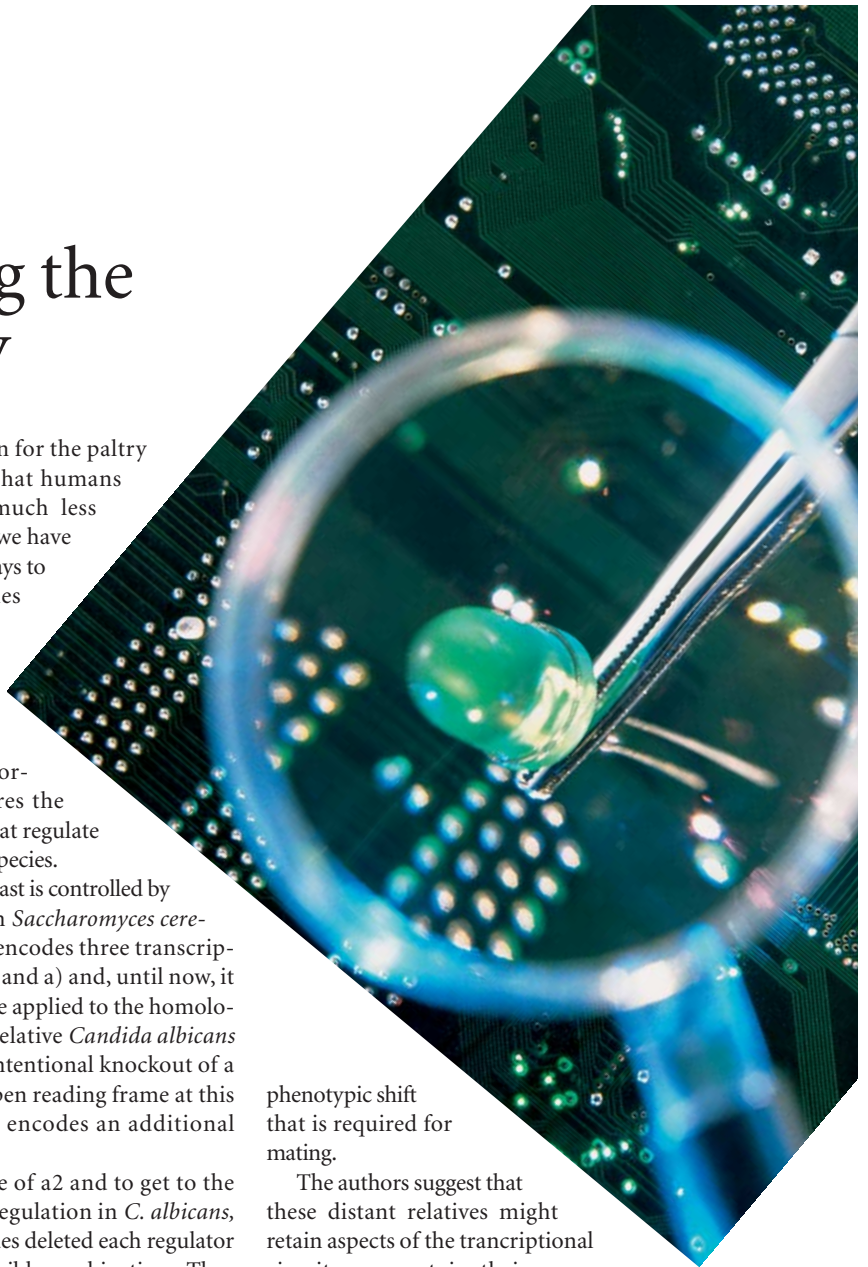 g the
n for the paltry
hat humans
much less
we have
ys to
es
or-
res the
at regulate
pecies.
ast is controlled by
n Saccharomyces cere-
encodes three transcrip-
and a) and, until now, it
e applied to the homolo-
elative Candida albicans
ntentional knockout of a
pen reading frame at this
encodes an additional
e of a2 and to get to the
egulation in C. albicans,
es deleted each regulator
phenotypic shift
that is required for
mating.
The authors suggest that
these distant relatives might
retain aspects of the trancriptional